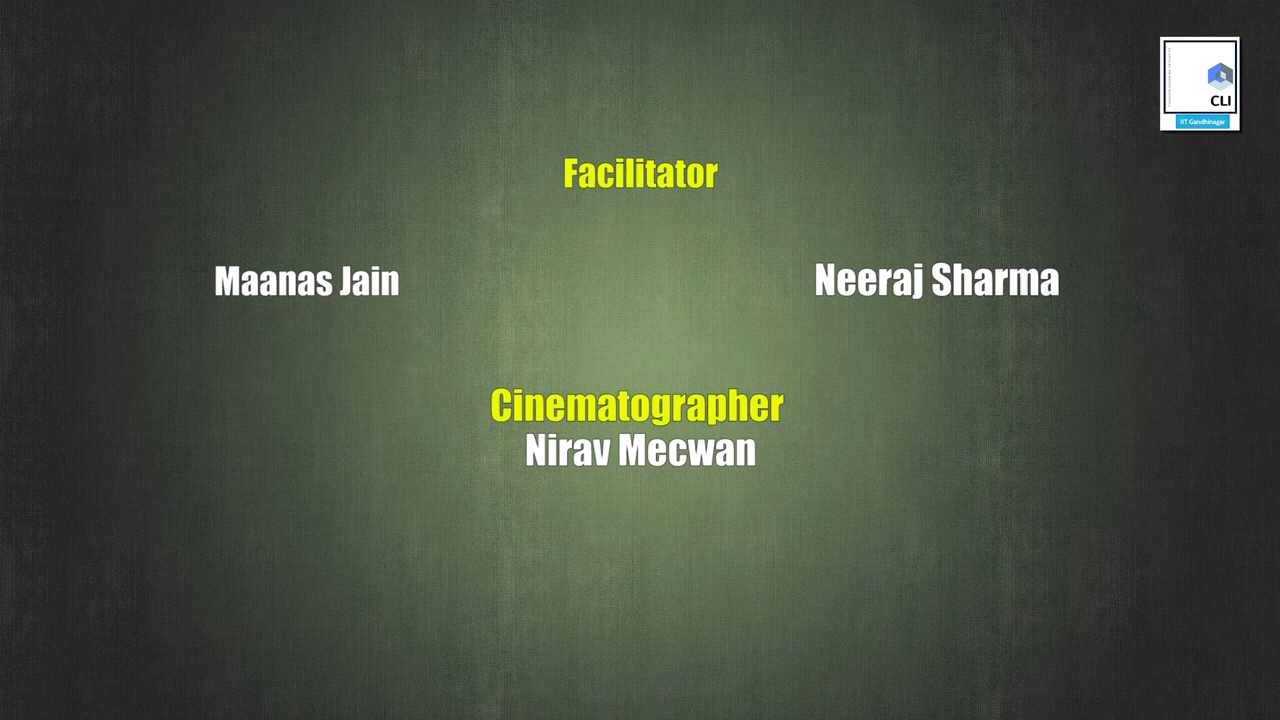 CLI
IIT Gandhinagar
Facilitator
Maanas Jain
Neeraj Sharma
Cinematographer
Nirav Mecwan